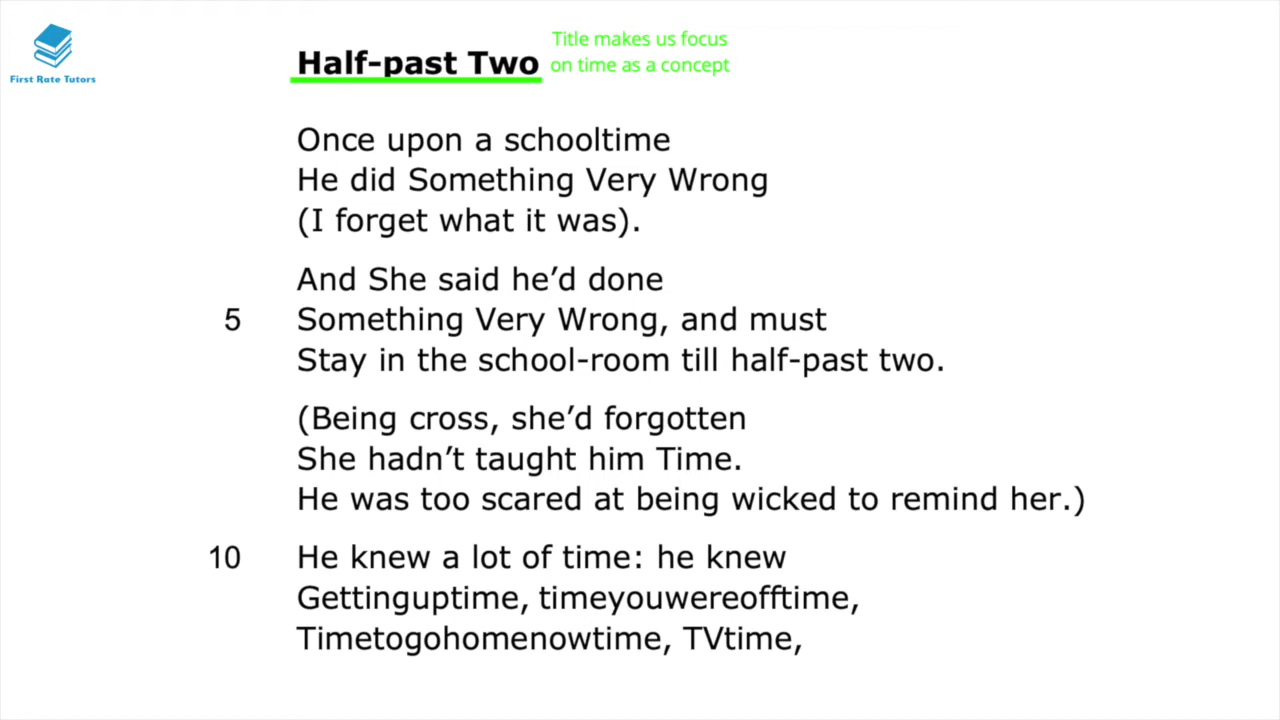 First Rate Tutors
Half-past Two
Title makes us focus
on time as a concept
Once upon a schooltime
He did Something Very Wrong
(I forget what it was).
And She said he’d done
5 Something Very Wrong, and must
Stay in the school-room till half-past two.
(Being cross, she’d forgotten
She hadn’t taught him Time.
He was too scared at being wicked to remind her.)
10 He knew a lot of time: he knew
Gettinguptime, timeyouwereofftime,
Timetogohomenowtime, TVtime,